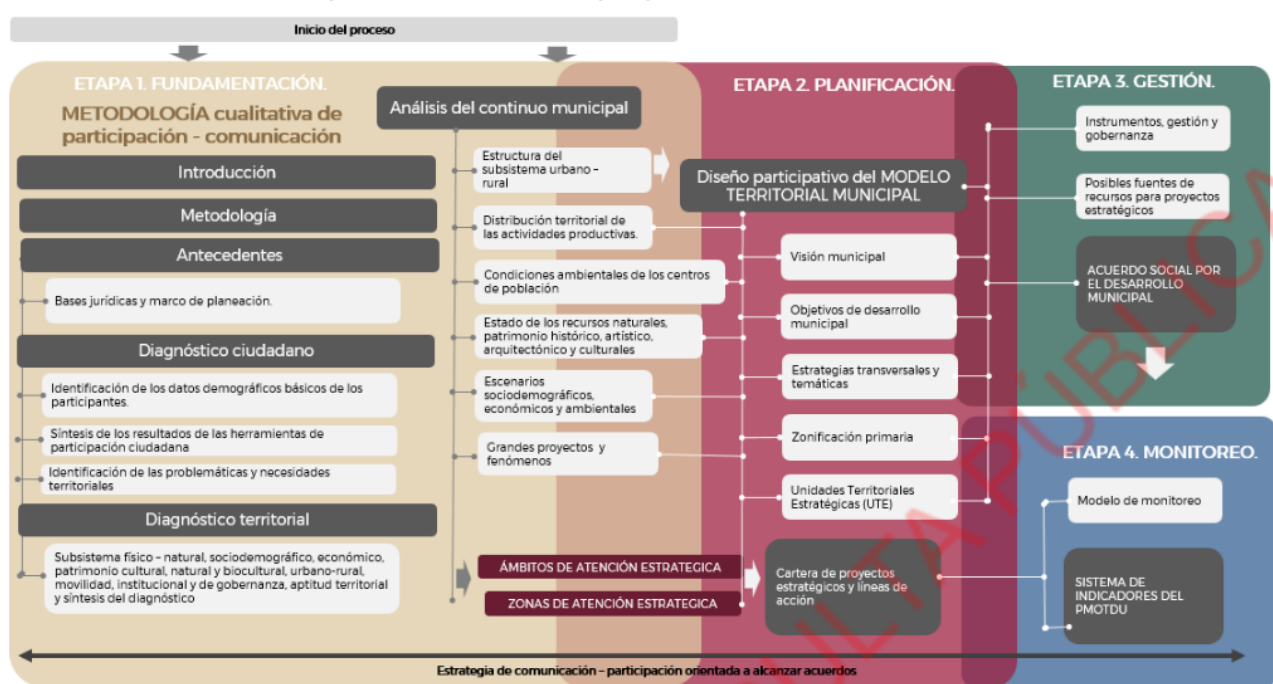 Inicio del proceso
ETAPA 1. FUNDAMENTACIÓN.
METODOLOGÍA cualitativa de
participación - comunicación
Introducción
Metodología
Antecedentes
Bases jurídicas y marco de planeación.
Diagnóstico ciudadano
Identificación de los datos demográficos básicos de los
participantes.
Síntesis de los resultados de las herramientas de
participación ciudadana
Identificación de las problemáticas y necesidades
territoriales
Diagnóstico territorial
Subsistema físico – natural, sociodemográfico, económico,
patrimonio cultural, natural y biocultural, urbano-rural,
movilidad, institucional y de gobernanza, aptitud territorial
y síntesis del diagnóstico
Análisis del continuo municipal
Estructura del
subsistema urbano –
rural
Distribución territorial de
las actividades productivas.
Condiciones ambientales de los centros
de población
Estado de los recursos naturales,
patrimonio histórico, artístico,
arquitectónico y culturales
Escenarios
sociodemográficos,
económicos y ambientales
Grandes proyectos y
fenómenos
ÁMBITOS DE ATENCIÓN ESTRATEGICA
ZONAS DE ATENCIÓN ESTRATEGICA
ETAPA 2. PLANIFICACIÓN.
Diseño participativo del MODELO
TERRITORIAL MUNICIPAL
Visión municipal
Objetivos de desarrollo
municipal
Estrategias transversales y
temáticas
Zonificación primaria
Unidades Territoriales
Estratégicas (UTE)
Cartera de proyectos
estratégicos y líneas de
acción
ETAPA 3. GESTIÓN.
Instrumentos, gestión y
gobernanza
Posibles fuentes de
recursos para proyectos
estratégicos
ACUERDO SOCIAL POR
EL DESARROLLO
MUNICIPAL
ETAPA 4. MONITOREO.
Modelo de monitoreo
SISTEMA DE
INDICADORES DEL
PMOTDU
Estrategia de comunicación – participación orientada a alcanzar acuerdos
PÚBLICA